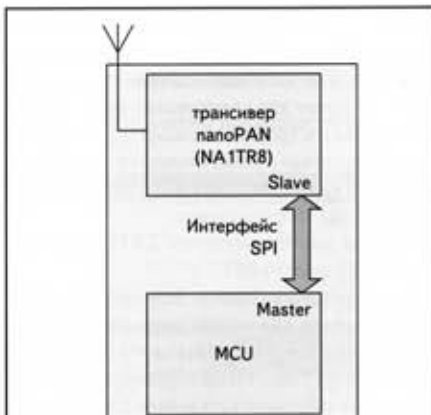 трансивер
nanoPAN
(NA1TR8)
Slave
Интерфейс
SPI
Master
MCU